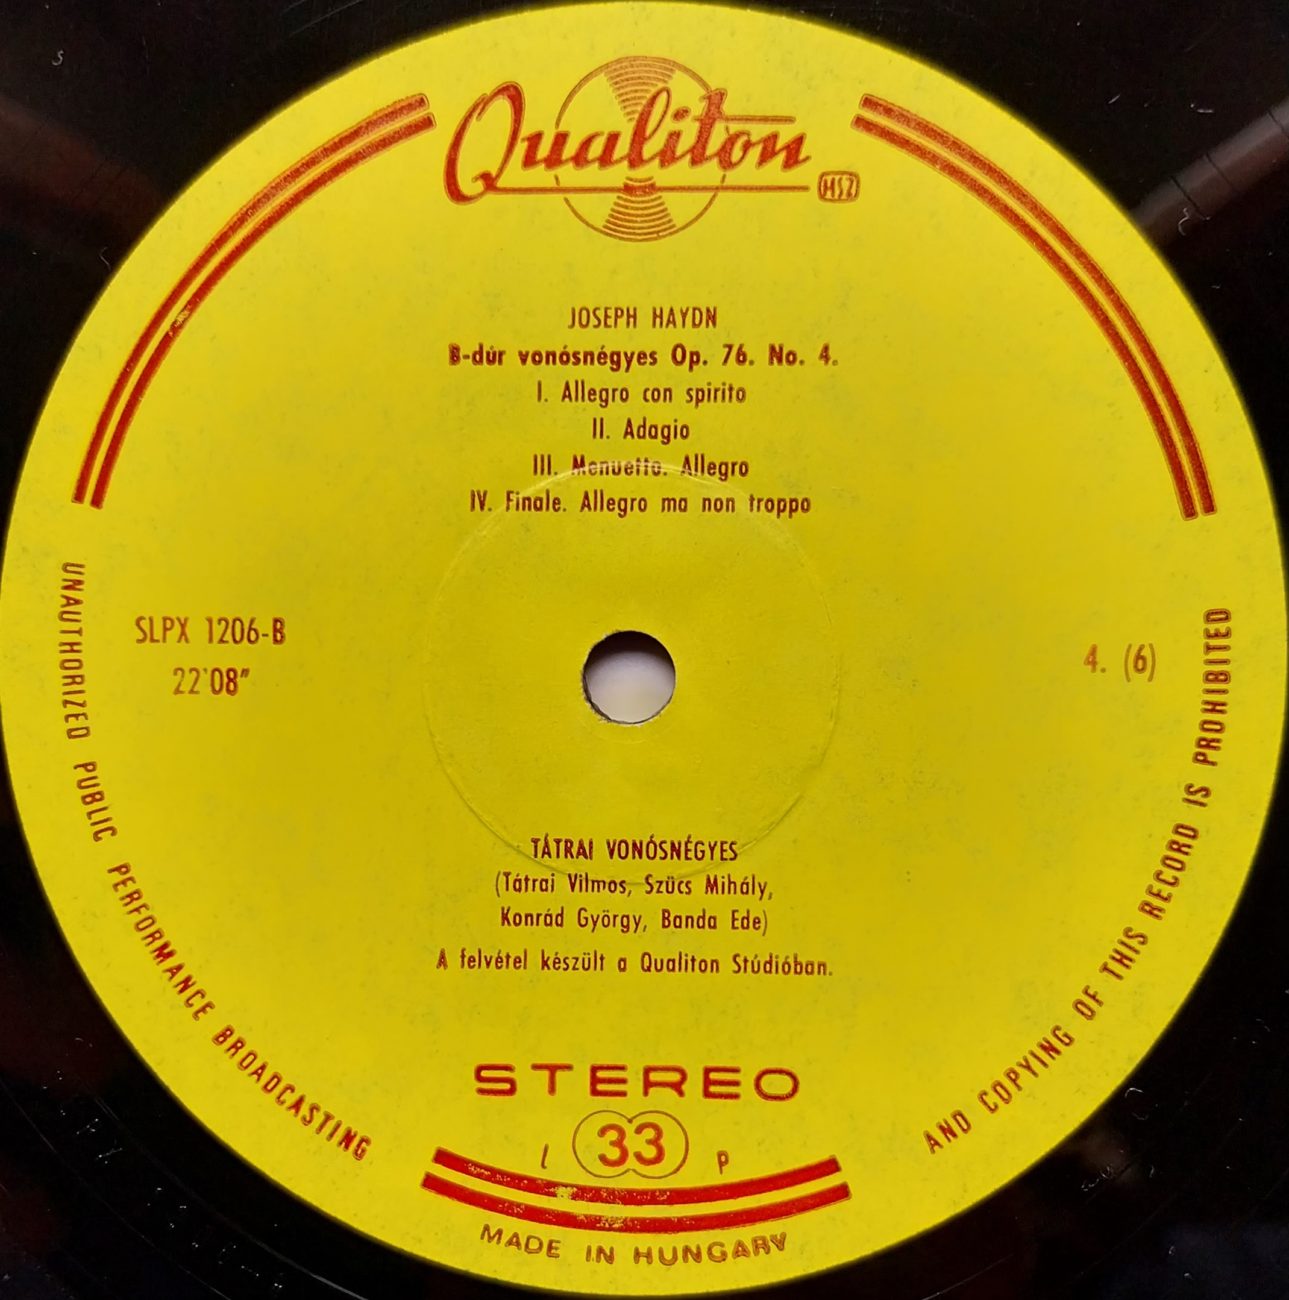 Qualiton
MSZ
JOSEPH HAYDN
B-dúr vonósnégyes Op. 76. No. 4.
I. Allegro con spirito
II. Adagio
III. Menuetto. Allegro
IV. Finale. Allegro ma non troppo
SLPX 1206-B
22'08"
4. (6)
TÁTRAI VONÓSNÉGYES
(Tátrai Vilmos, Szücs Mihály,
Konrád György, Banda Ede)
A felvétel készült a Qualiton Stúdióban.
STEREO
l 33 p
UNAUTHORIZED PUBLIC PERFORMANCE BROADCASTING
AND COPYING OF THIS RECORD IS PROHIBITED
MADE IN HUNGARY